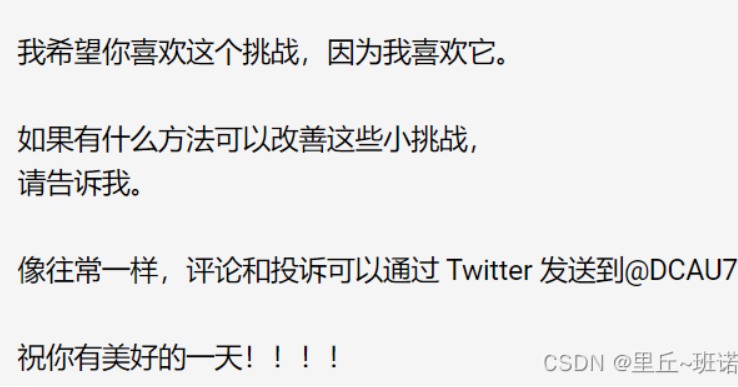 我希望你喜欢这个挑战，因为我喜欢它。
如果有什么方法可以改善这些小挑战，
请告诉我。
像往常一样，评论和投诉可以通过 Twitter 发送到@DCAU7
祝你有美好的一天！！！！
CSDN @里丘~班诺